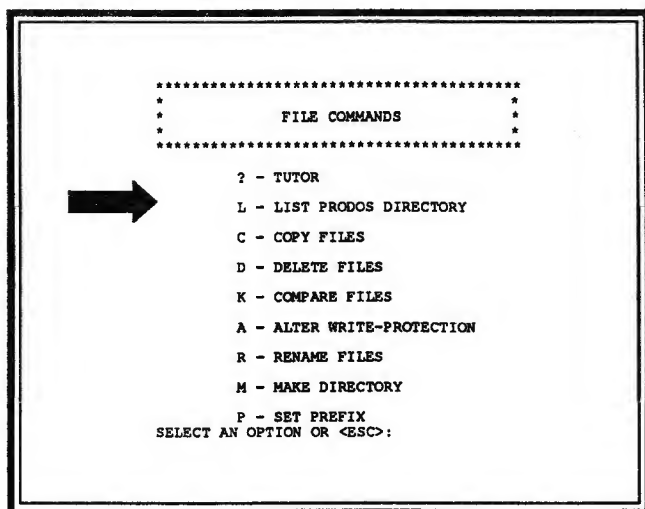 ****************************************
* *
* FILE COMMANDS *
* *
****************************************
? - TUTOR
L - LIST PRODOS DIRECTORY
C - COPY FILES
D - DELETE FILES
K - COMPARE FILES
A - ALTER WRITE-PROTECTION
R - RENAME FILES
M - MAKE DIRECTORY
P - SET PREFIX
SELECT AN OPTION OR <ESC>: